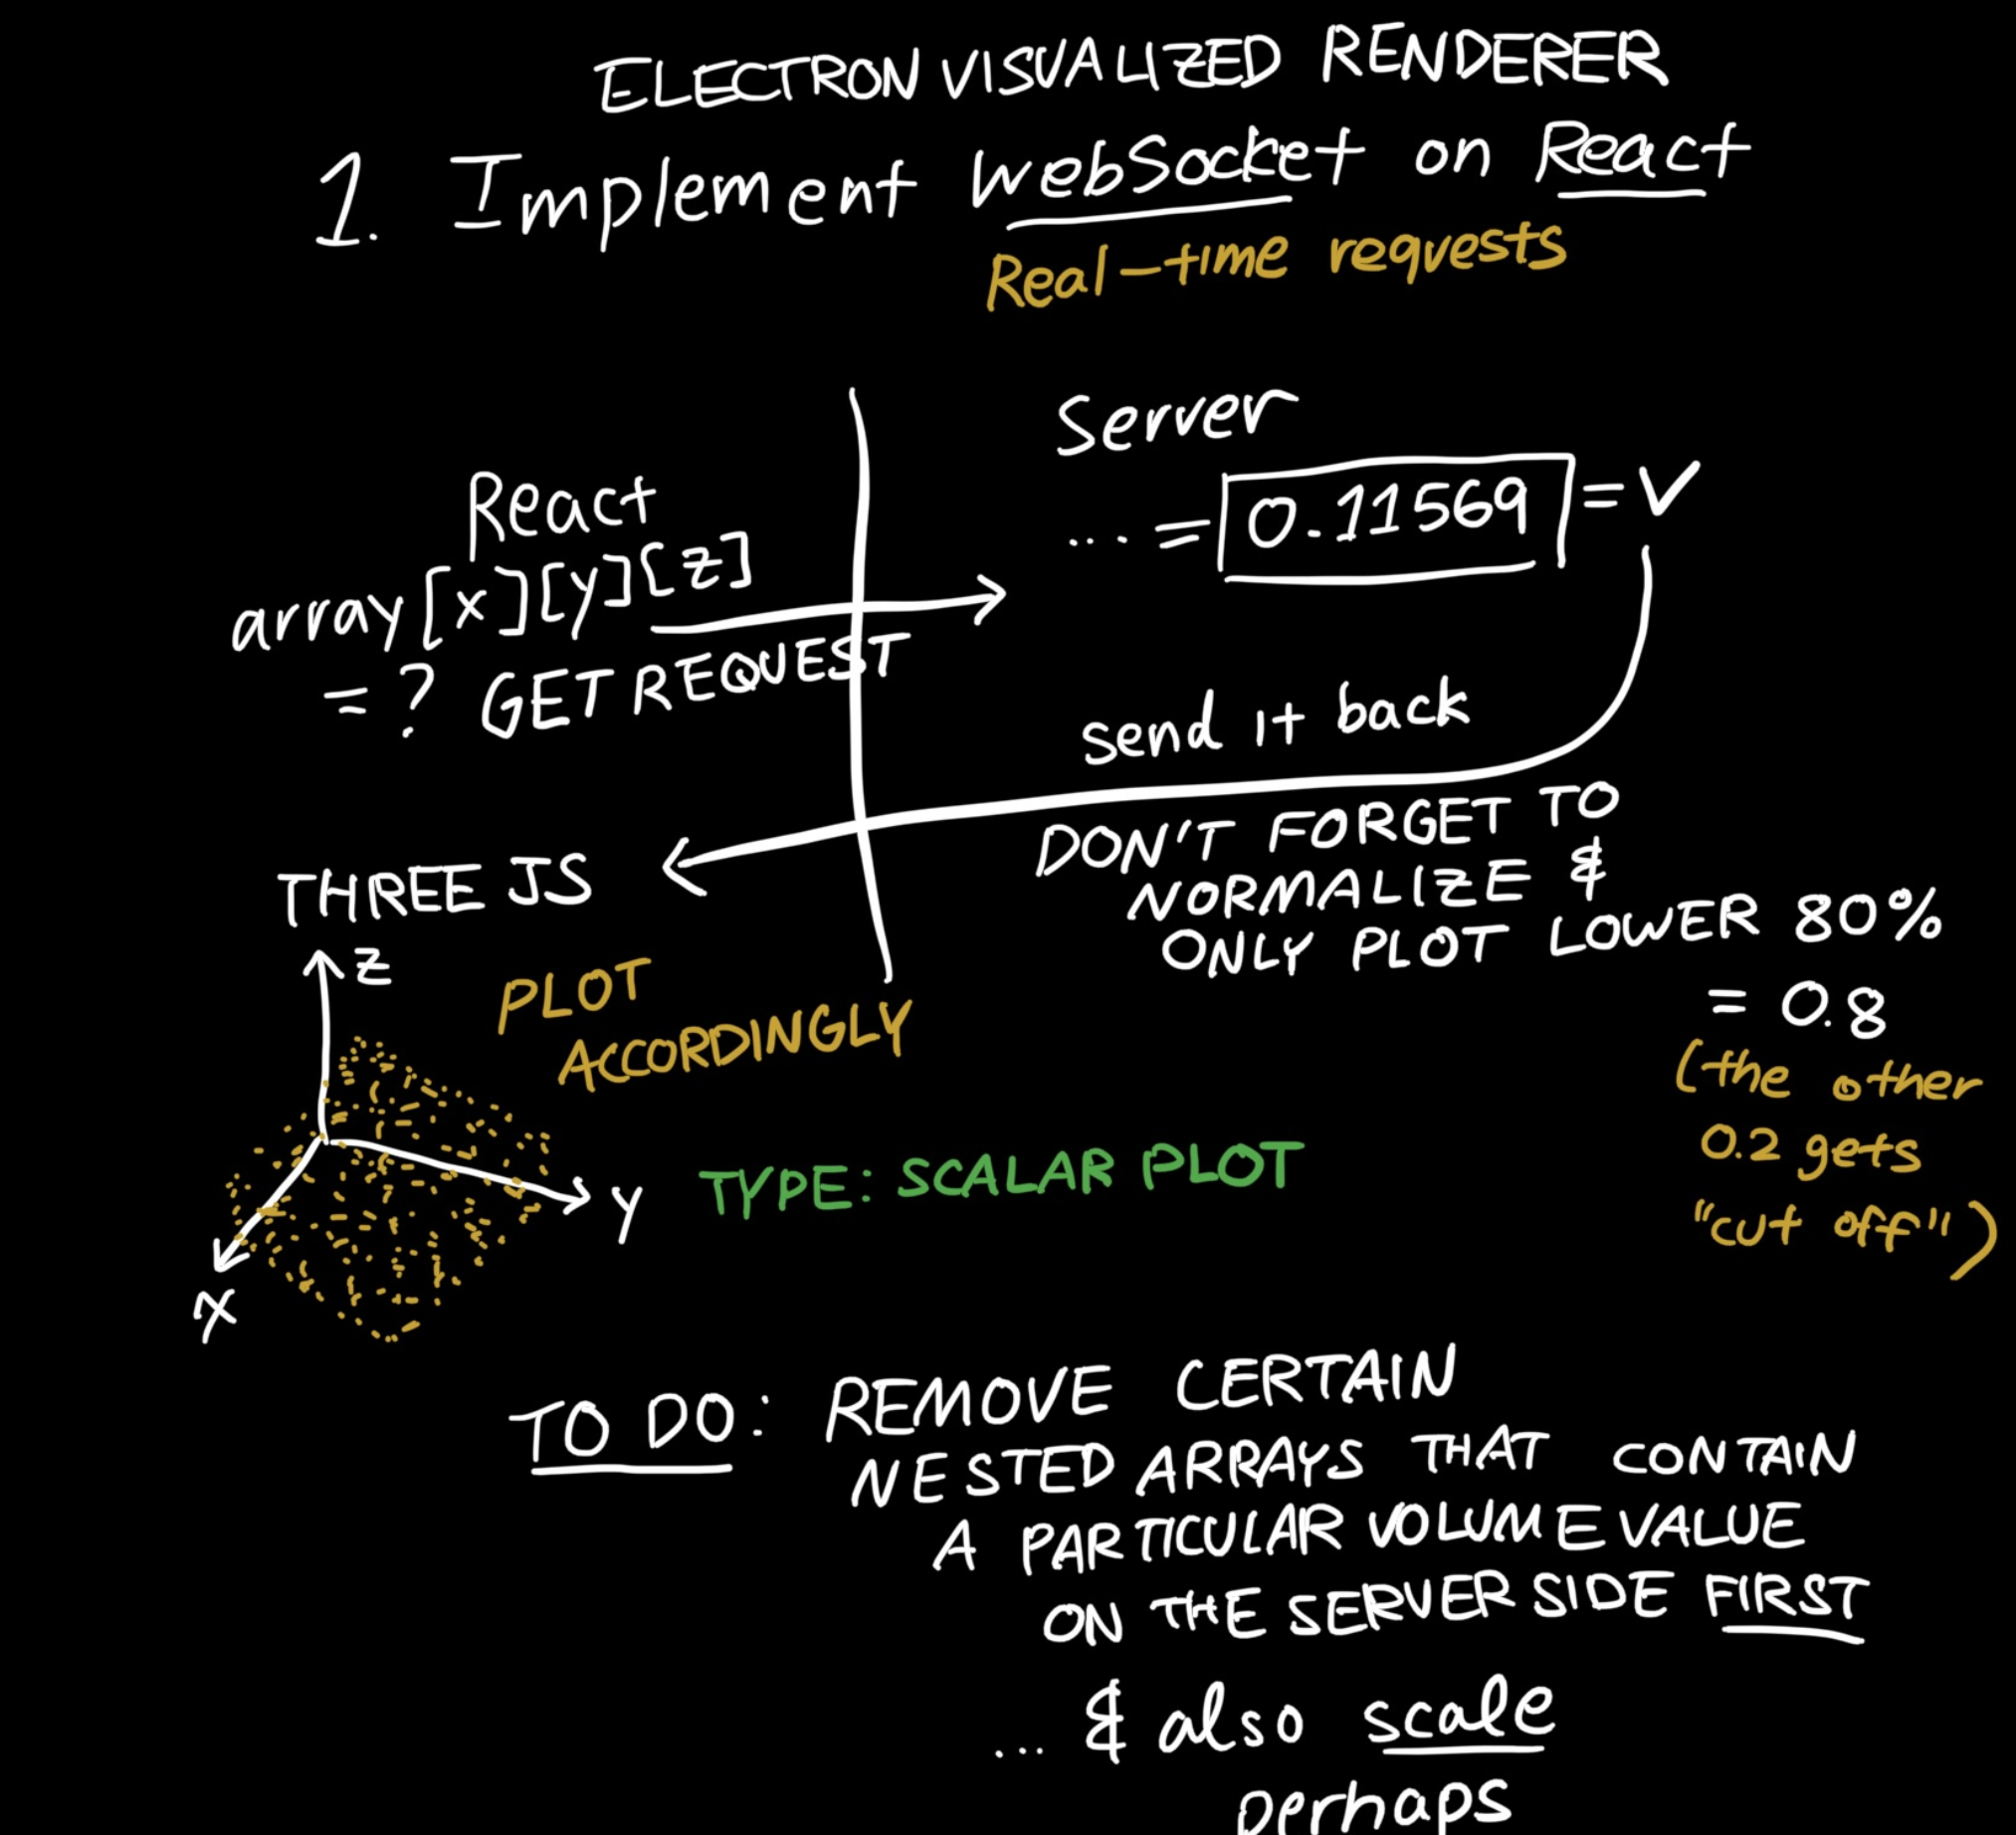 ELECTRON VISUALIZED RENDERER
1. Implement WebSocket on React
Real-time requests
React
array[x][y][z]
= ? GET REQUEST
Server
... = 0.11569 = V
send it back
DON'T FORGET TO
NORMALIZE &
ONLY PLOT LOWER 80%
= 0.8
(the other
0.2 gets
"cut off")
THREE JS
Z
PLOT
ACCORDINGLY
Y
X
TYPE: SCALAR PLOT
TO DO: REMOVE CERTAIN
NESTED ARRAYS THAT CONTAIN
A PARTICULAR VOLUME VALUE
ON THE SERVER SIDE FIRST
... & also scale
perhaps